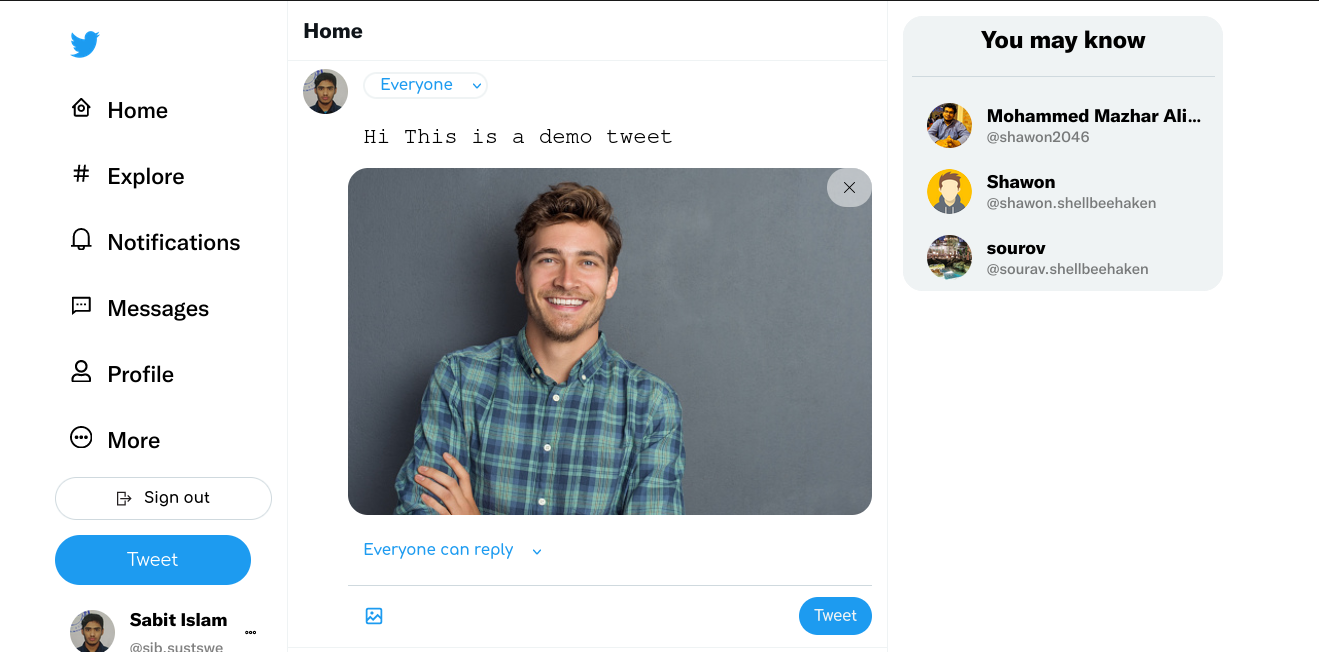 Home
Explore
Notifications
Messages
Profile
More
Sign out
Tweet
Sabit Islam
@sib.sustswe
Home
Everyone
Hi This is a demo tweet
Everyone can reply
Tweet
You may know
Mohammed Mazhar Ali...
@shawon2046
Shawon
@shawon.shellbeehaken
sourov
@sourav.shellbeehaken